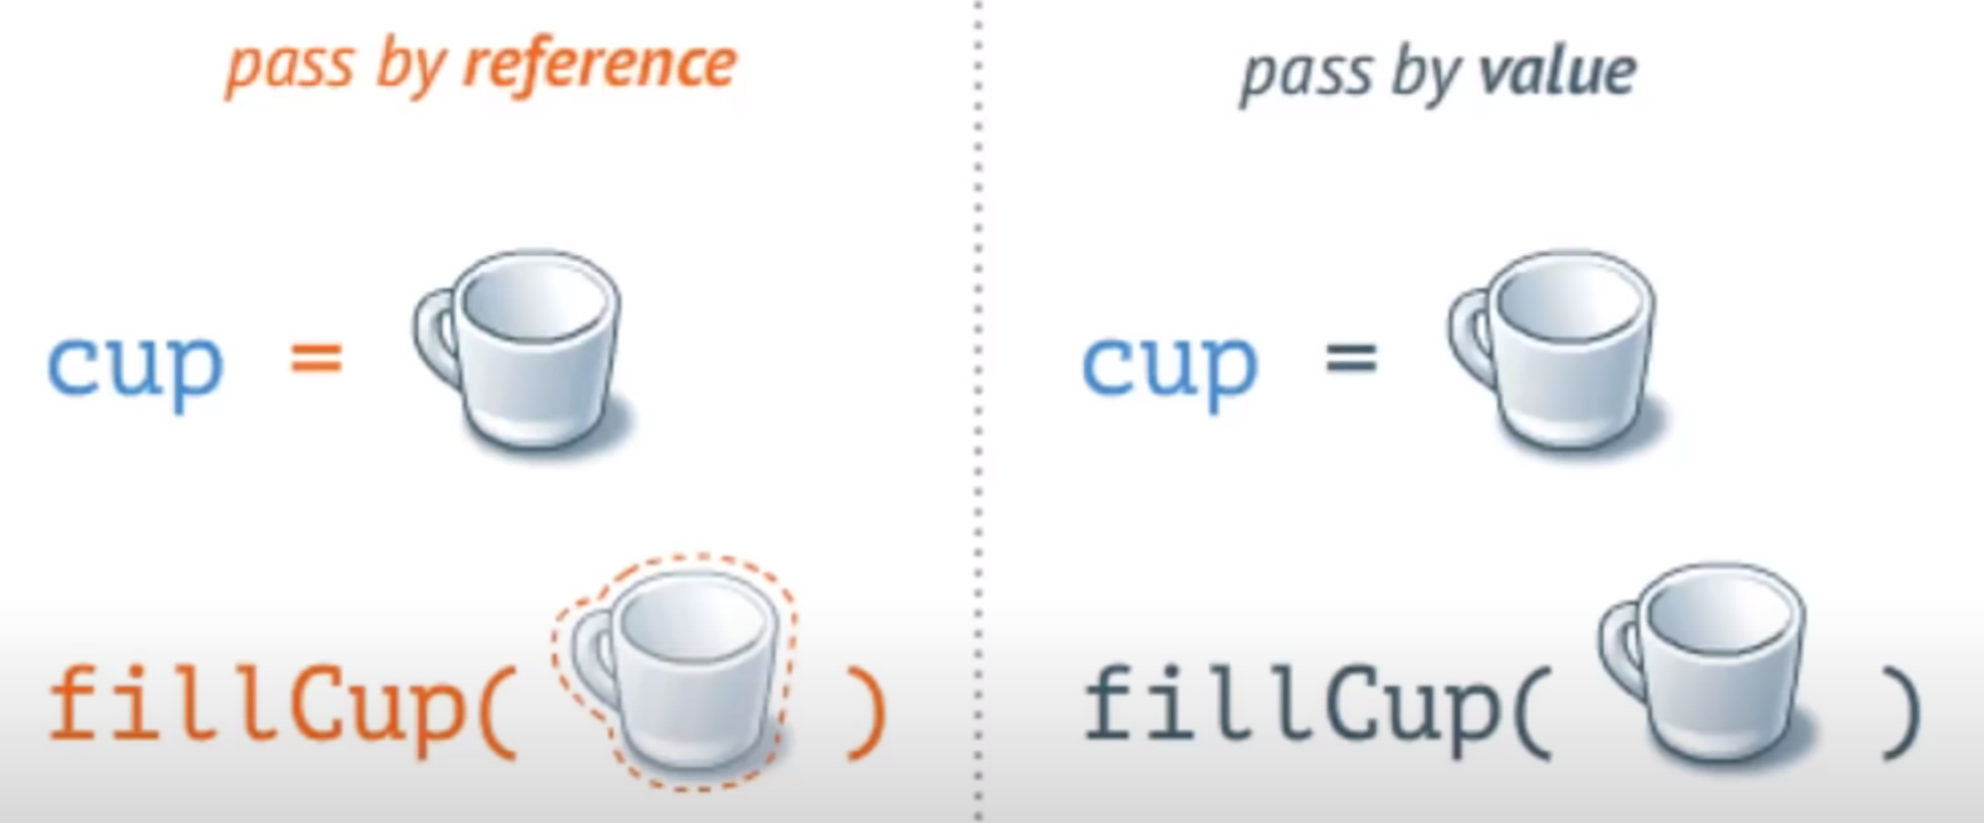 pass by reference
cup =
fillCup( )
pass by value
cup =
fillCup( )